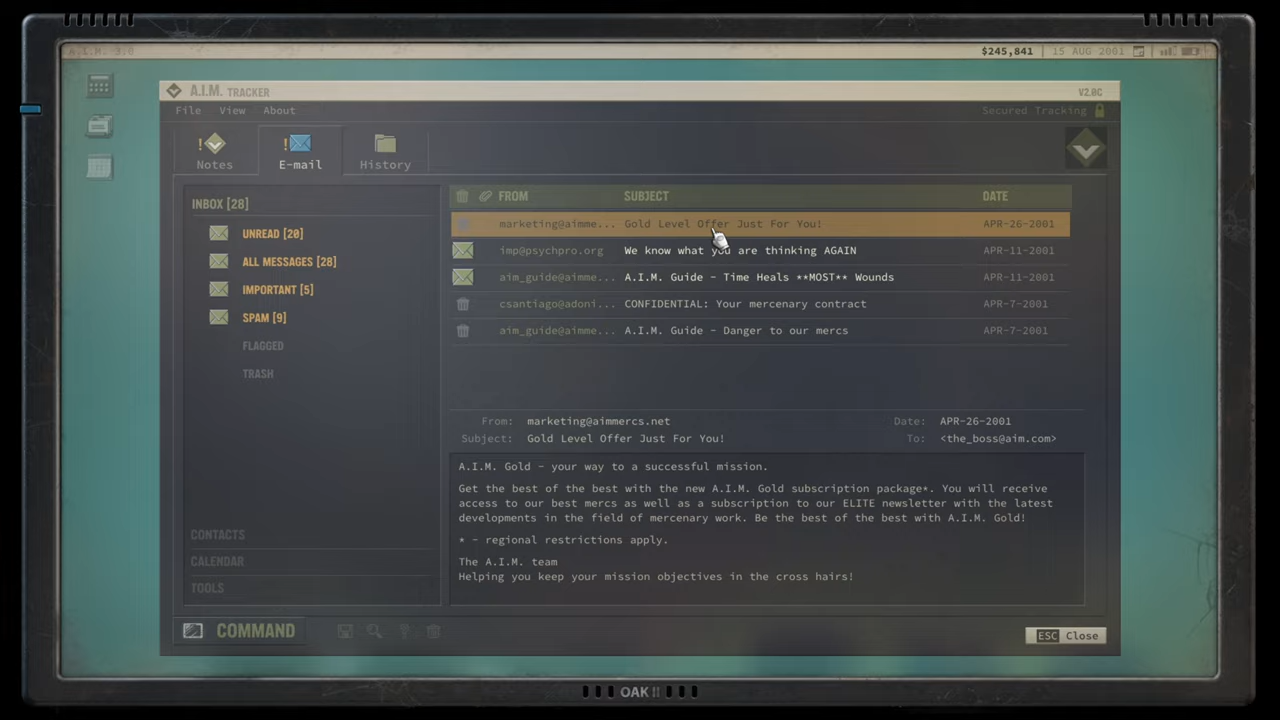 A.I.M. 3.0
$245,841 | 15 AUG 2001
A.I.M. TRACKER
V2.0C
File View About
Secured Tracking
Notes E-mail History
INBOX [28]
UNREAD [20]
ALL MESSAGES [28]
IMPORTANT [5]
SPAM [9]
FLAGGED
TRASH
CONTACTS
CALENDAR
TOOLS
FROM SUBJECT DATE
marketing@aimme... Gold Level Offer Just For You! APR-26-2001
imp@psychpro.org We know what you are thinking AGAIN APR-11-2001
aim_guide@aimme... A.I.M. Guide - Time Heals **MOST** Wounds APR-11-2001
csantiago@adoni... CONFIDENTIAL: Your mercenary contract APR-7-2001
aim_guide@aimme... A.I.M. Guide - Danger to our mercs APR-7-2001
From: marketing@aimmercs.net Date: APR-26-2001
Subject: Gold Level Offer Just For You! To: <the_boss@aim.com>
A.I.M. Gold - your way to a successful mission.
Get the best of the best with the new A.I.M. Gold subscription package*. You will receive
access to our best mercs as well as a subscription to our ELITE newsletter with the latest
developments in the field of mercenary work. Be the best of the best with A.I.M. Gold!
* - regional restrictions apply.
The A.I.M. team
Helping you keep your mission objectives in the cross hairs!
COMMAND
ESC Close
OAK